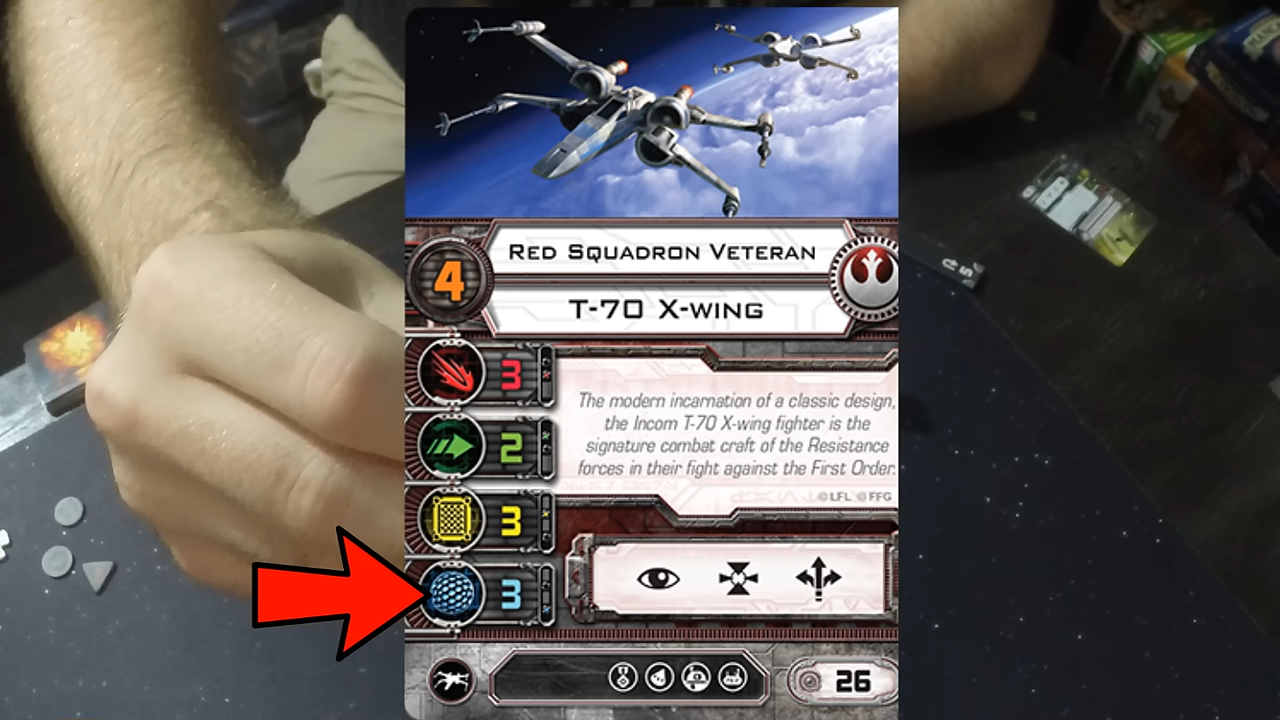 Red Squadron Veteran
4
T-70 X-wing
3
The modern incarnation of a classic design,
the Incom T-70 X-wing fighter is the
signature combat craft of the Resistance
forces in their fight against the First Order.
2
©LFL ©FFG
3
3
26